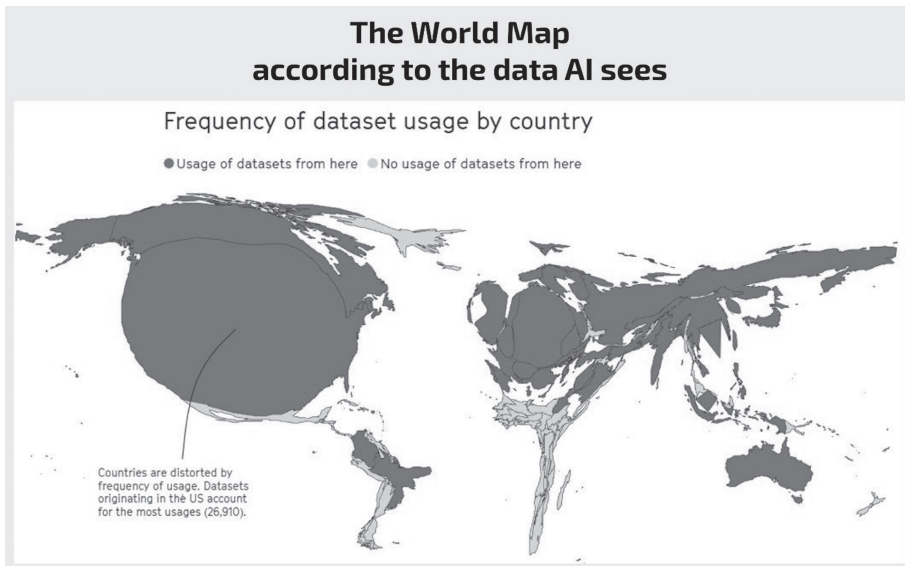 The World Map
according to the data AI sees
Frequency of dataset usage by country
Usage of datasets from here No usage of datasets from here
Countries are distorted by
frequency of usage. Datasets
originating in the US account
for the most usages (26,910).